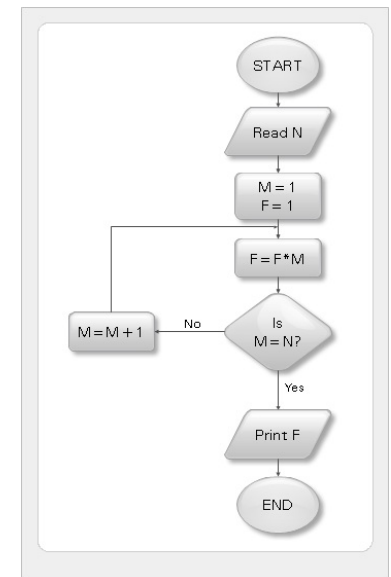 START
Read N
M = 1
F = 1
F = F*M
Is
M = N?
No
M = M + 1
Yes
Print F
END